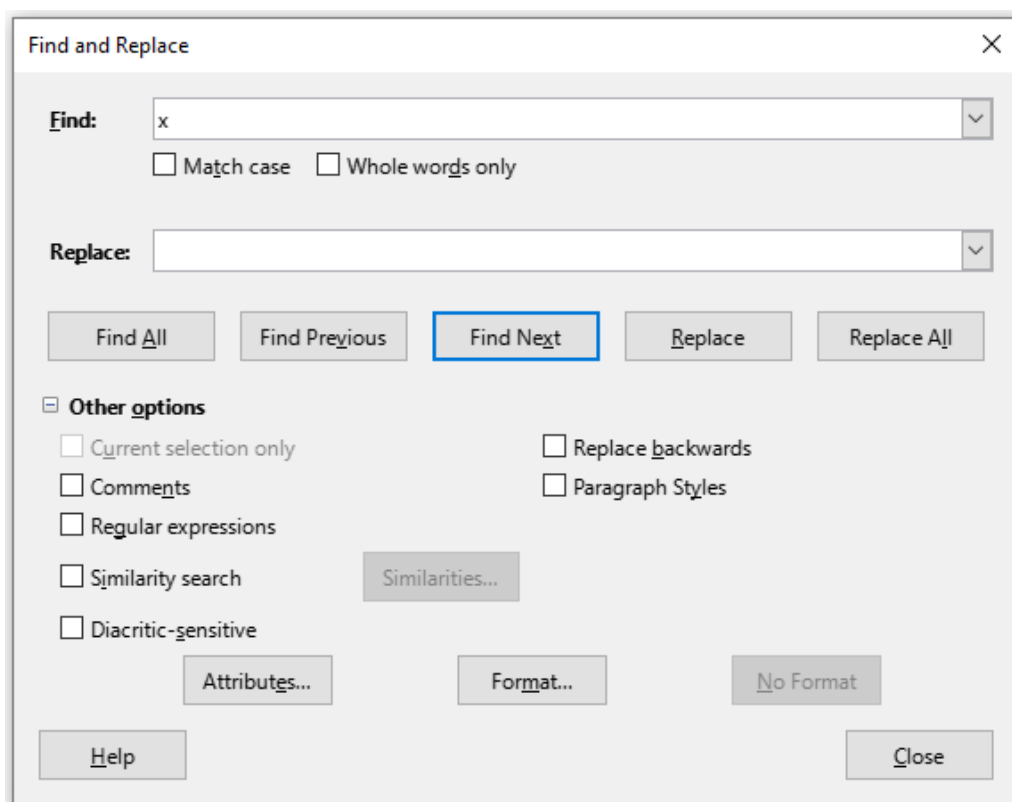 Find and Replace
Find: x
Match case Whole words only
Replace:
Find All Find Previous Find Next Replace Replace All
Other options
Current selection only Replace backwards
Comments Paragraph Styles
Regular expressions
Similarity search Similarities...
Diacritic-sensitive
Attributes... Format... No Format
Help Close